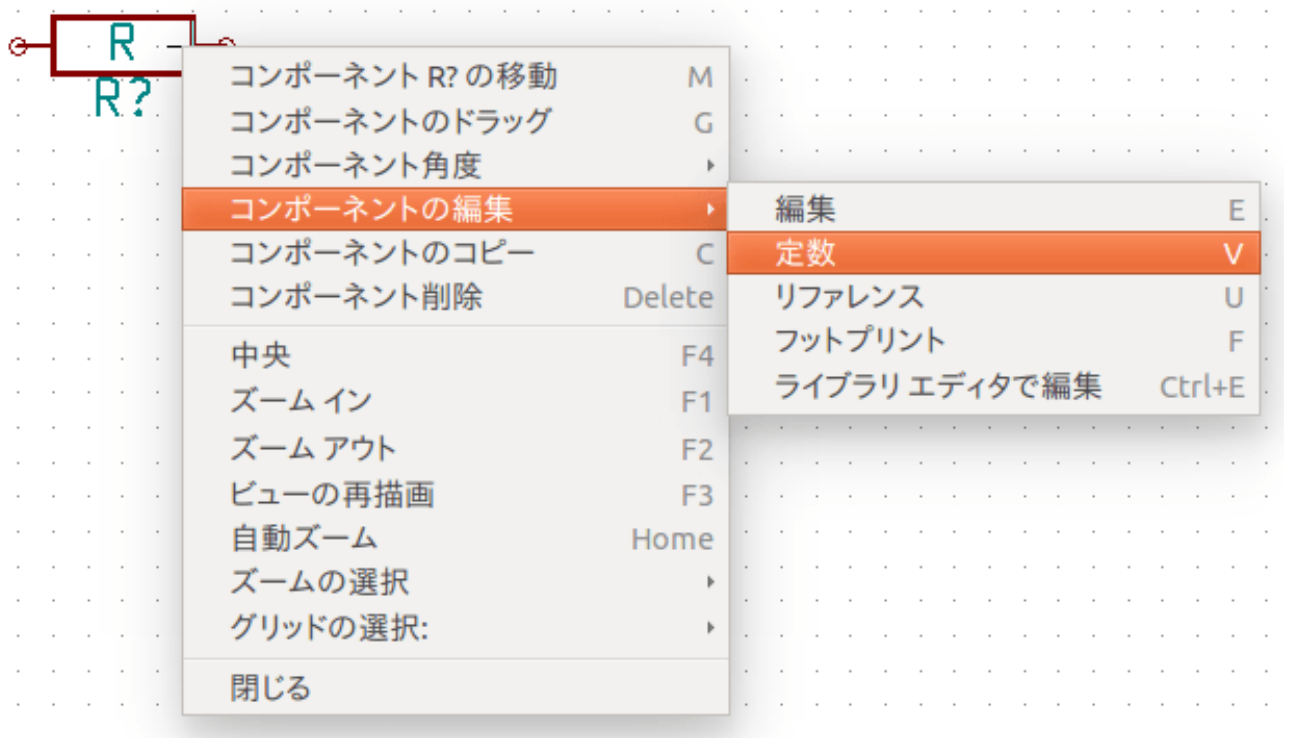 R
R?
コンポーネント R? の移動 M
コンポーネントのドラッグ G
コンポーネント角度
コンポーネントの編集
コンポーネントのコピー C
コンポーネント削除 Delete
中央 F4
ズーム イン F1
ズーム アウト F2
ビューの再描画 F3
自動ズーム Home
ズームの選択
グリッドの選択:
閉じる
編集 E
定数 V
リファレンス U
フットプリント F
ライブラリ エディタで編集 Ctrl+E